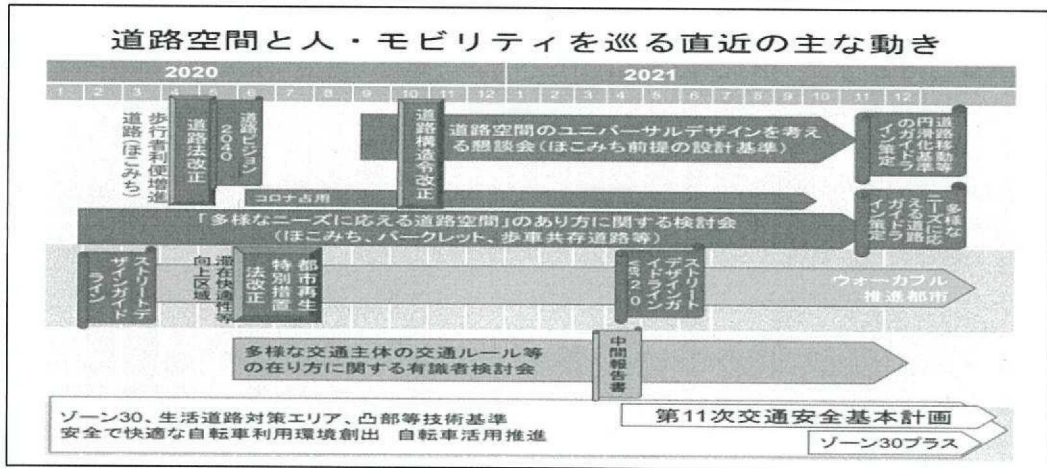 道路空間と人・モビリティを巡る直近の主な動き
2020
2021
1 2 3 4 5 6 7 8 9 10 11 12 1 2 3 4 5 6 7 8 9 10 11 12
歩行者利便増進
道路(ほこみち)
道路法改正
道路ビジョン
2040
道路構造令改正
道路空間のユニバーサルデザインを考え
る懇談会(ほこみち前提の設計基準)
道路移動等
円滑化基準
のガイドラ
イン策定
コロナ占用
「多様なニーズに応える道路空間」のあり方に関する検討会
(ほこみち、パークレット、歩車共存道路等)
多様な
ニーズに応
える道路
ガイドラ
イン策定
ストリートデ
ザインガイド
ライン
滞在快適性等
向上区域
都市再生
特別措置
法改正
ストリート
デザインガ
イドライン
ver20
ウォーカブル
推進都市
多様な交通主体の交通ルール等
の在り方に関する有識者検討会
中間報告書
ゾーン30、生活道路対策エリア、凸部等技術基準
安全で快適な自転車利用環境創出 自転車活用推進
第11次交通安全基本計画
ゾーン30プラス